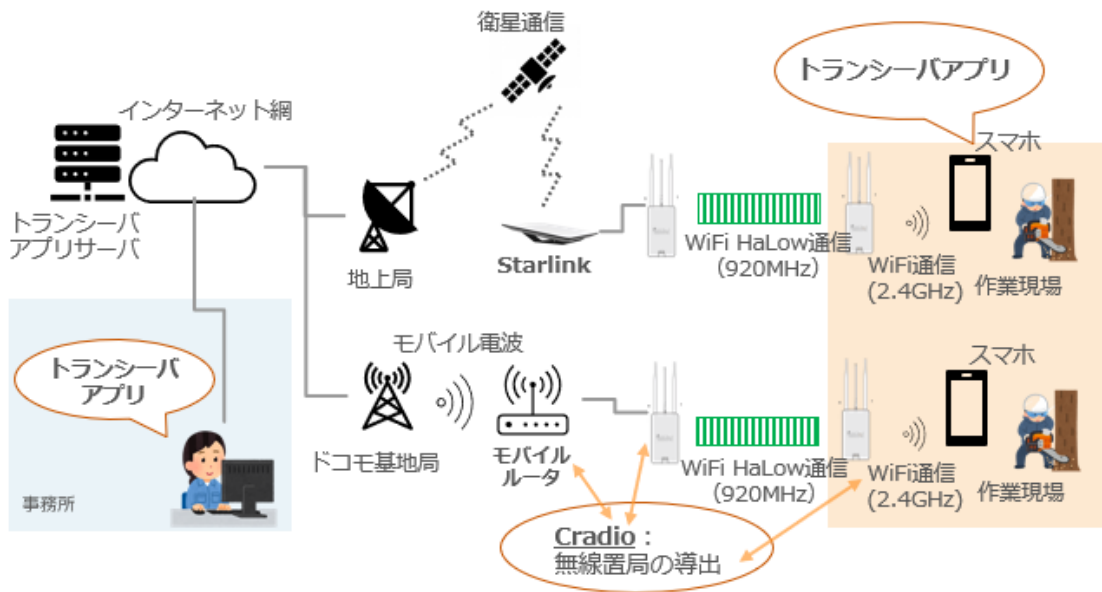 衛星通信
トランシーバアプリ
インターネット網
スマホ
トランシーバ
アプリサーバ
地上局
Starlink
WiFi HaLow通信
（920MHz）
WiFi通信
(2.4GHz)
作業現場
モバイル電波
トランシーバ
アプリ
スマホ
ドコモ基地局
モバイル
ルータ
WiFi HaLow通信
（920MHz）
WiFi通信
(2.4GHz)
作業現場
事務所
Cradio：
無線置局の導出